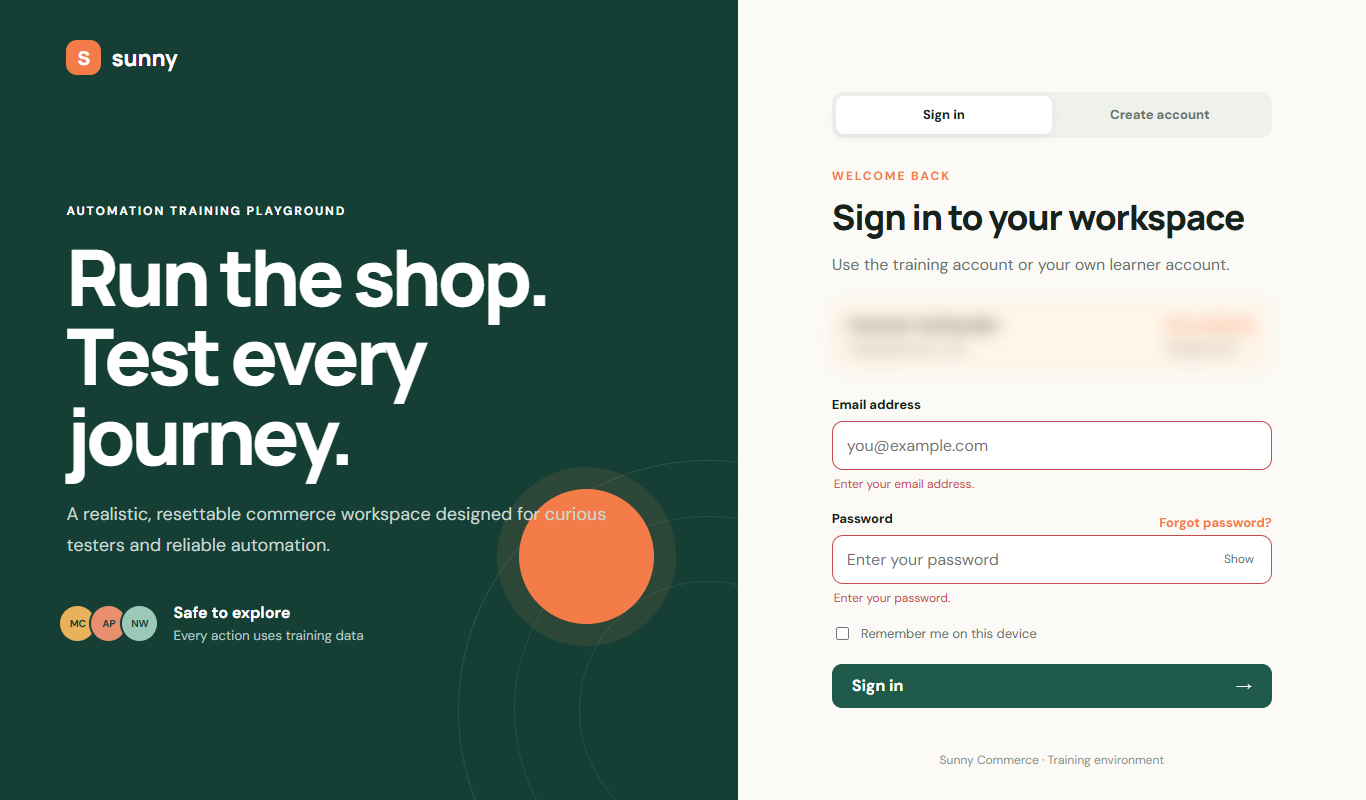 S sunny
AUTOMATION TRAINING PLAYGROUND
Run the shop.
Test every
journey.
A realistic, resettable commerce workspace designed for curious
testers and reliable automation.
MC AP NW
Safe to explore
Every action uses training data
Sign in
Create account
WELCOME BACK
Sign in to your workspace
Use the training account or your own learner account.
Email address
you@example.com
Enter your email address.
Password
Forgot password?
Enter your password
Show
Enter your password.
Remember me on this device
Sign in →
Sunny Commerce · Training environment